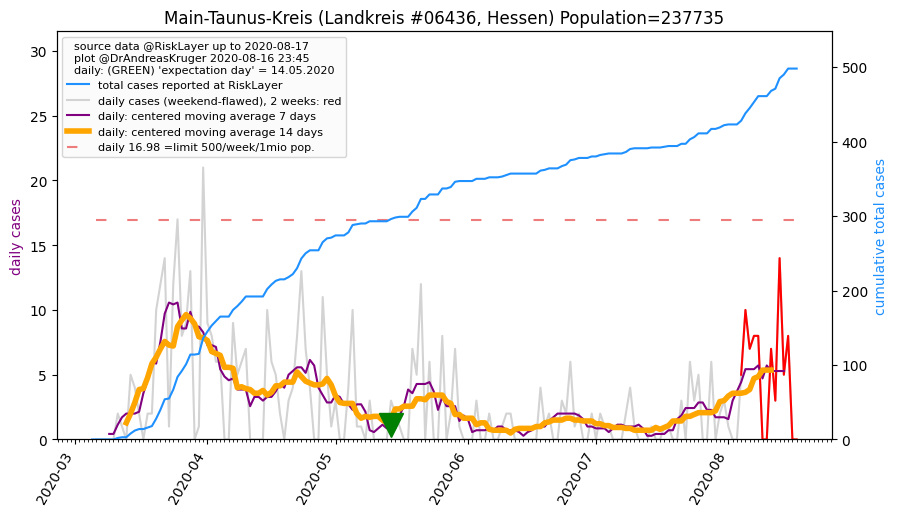 Main-Taunus-Kreis (Landkreis #06436, Hessen) Population=237735
source data @RiskLayer up to 2020-08-17
plot @DrAndreasKruger 2020-08-16 23:45
daily: (GREEN) 'expectation day' = 14.05.2020
total cases reported at RiskLayer
daily cases (weekend-flawed), 2 weeks: red
daily: centered moving average 7 days
daily: centered moving average 14 days
daily 16.98 =limit 500/week/1mio pop.
daily cases
30
25
20
15
10
5
0
cumulative total cases
500
400
300
200
100
0
2020-03
2020-04
2020-05
2020-06
2020-07
2020-08